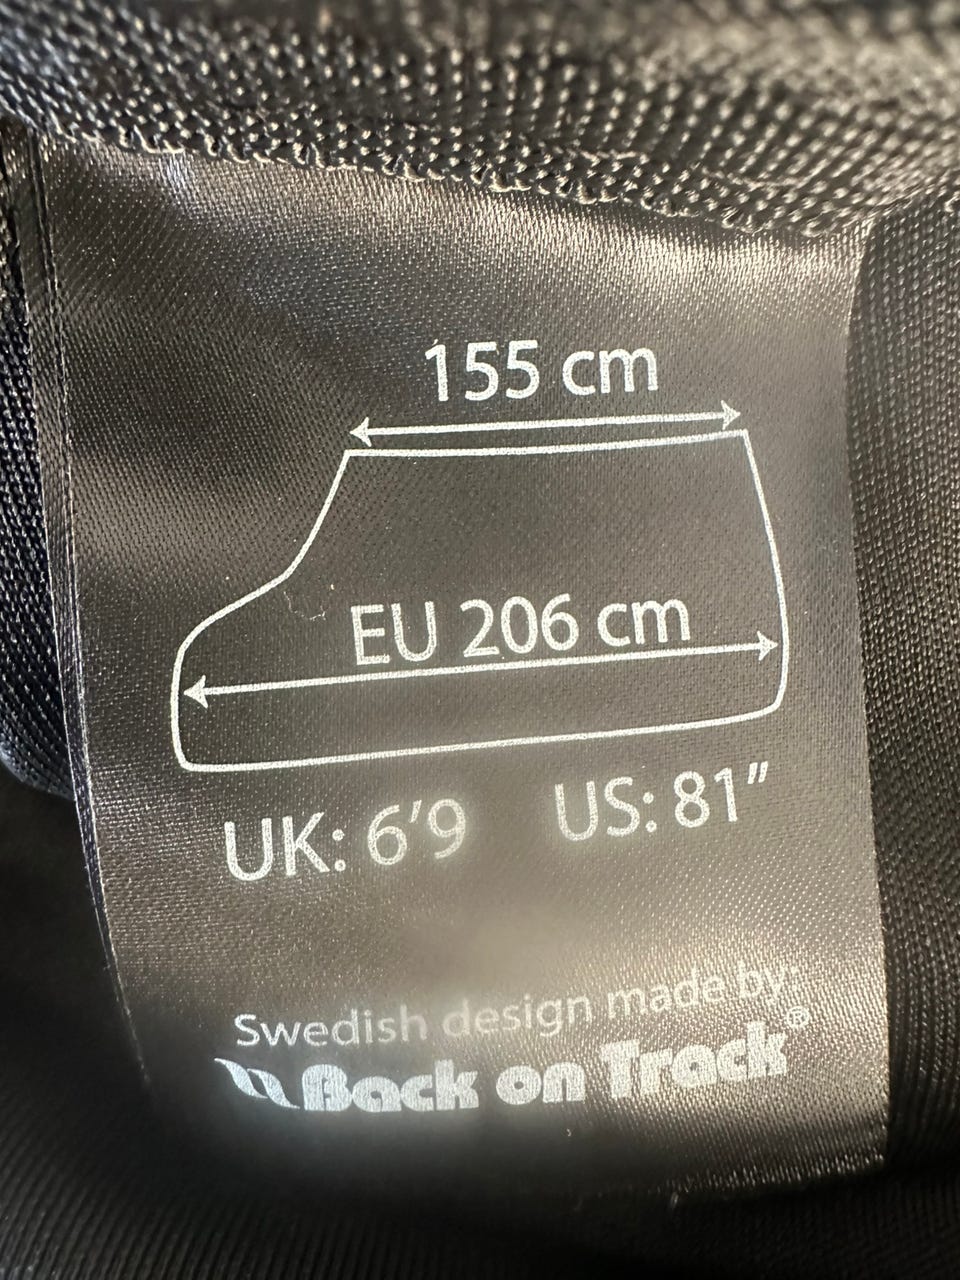 155 cm
EU 206 cm
UK: 6'9 US: 81”
Swedish design made by:
Back on Track®